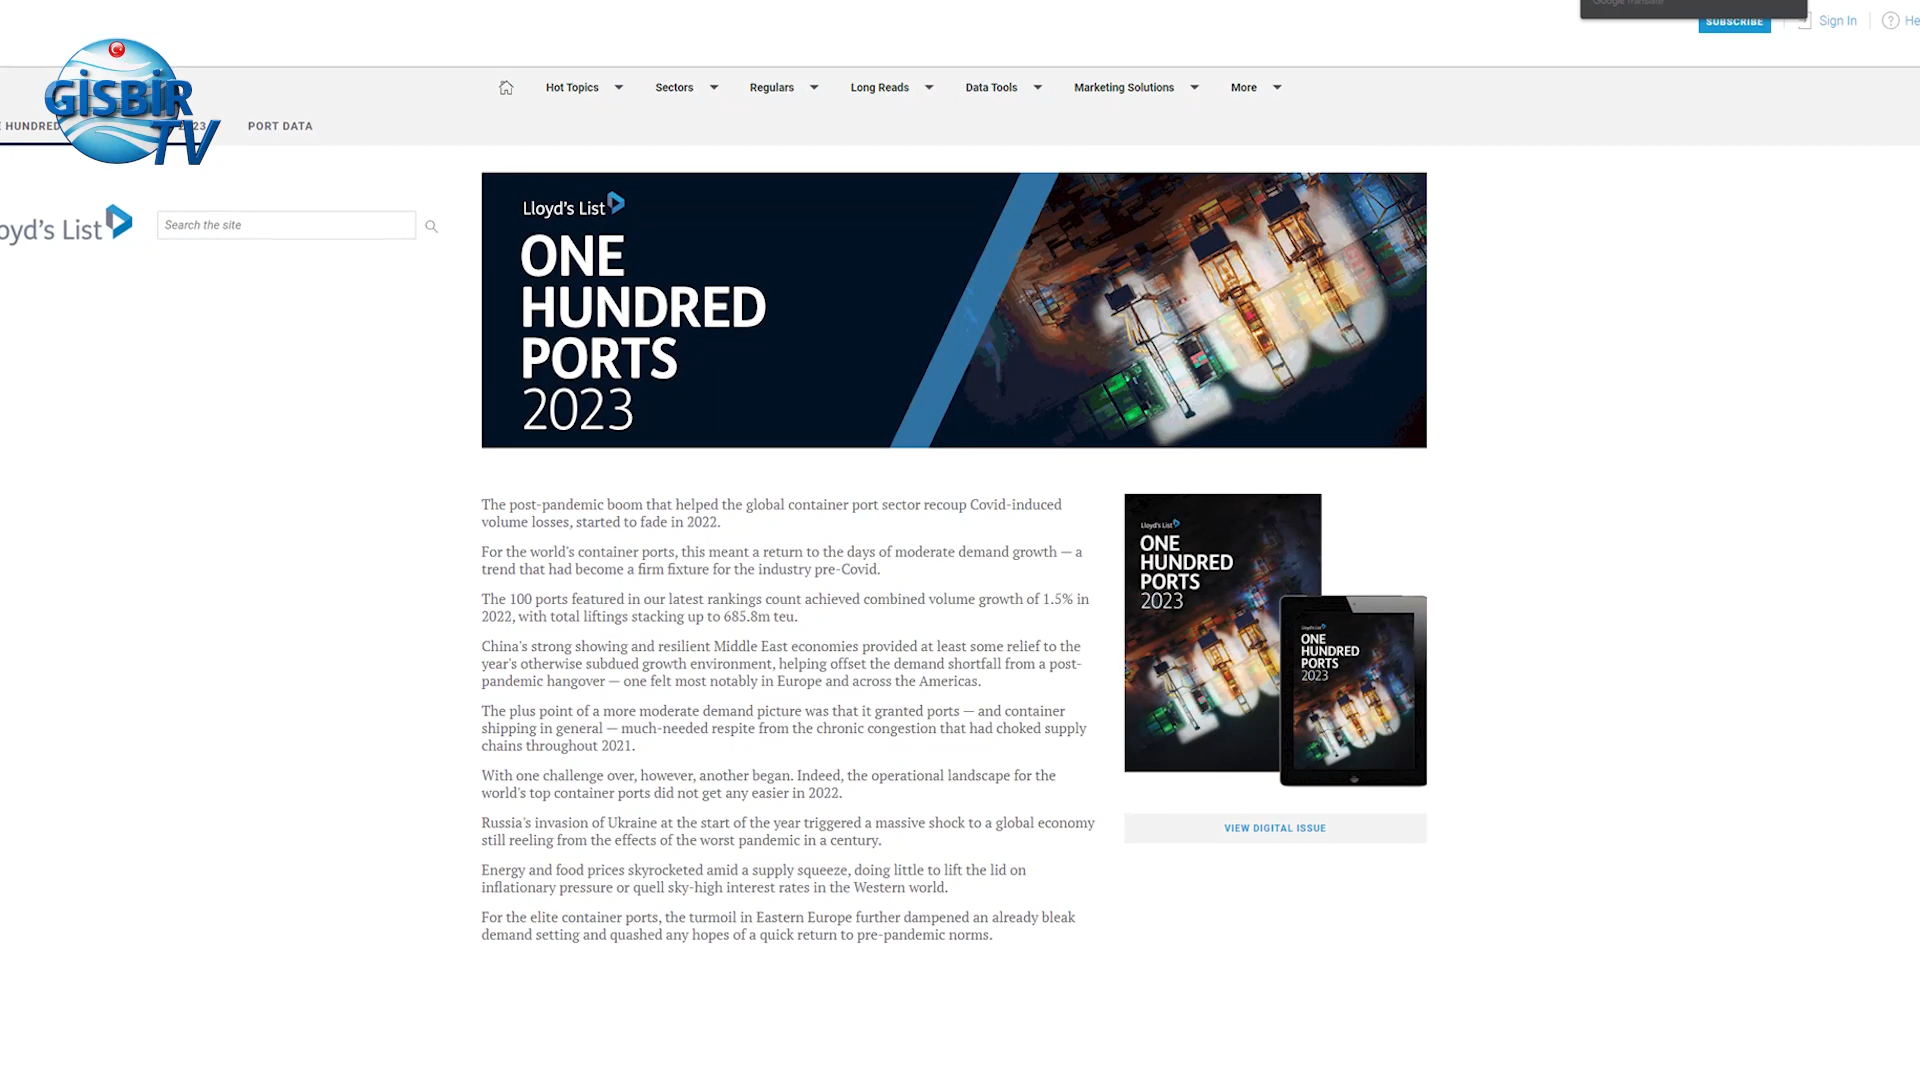 Google Translate
SUBSCRIBE
Sign In
? He
GİSBİR
TV
Hot Topics
Sectors
Regulars
Long Reads
Data Tools
Marketing Solutions
More
E HUNDRED
23
PORT DATA
oyd's List
Search the site
Lloyd's List
ONE
HUNDRED
PORTS
2023
100
The post-pandemic boom that helped the global container port sector recoup Covid-induced
volume losses, started to fade in 2022.
For the world's container ports, this meant a return to the days of moderate demand growth — a
trend that had become a firm fixture for the industry pre-Covid.
The 100 ports featured in our latest rankings count achieved combined volume growth of 1.5% in
2022, with total liftings stacking up to 685.8m teu.
China's strong showing and resilient Middle East economies provided at least some relief to the
year's otherwise subdued growth environment, helping offset the demand shortfall from a post-
pandemic hangover — one felt most notably in Europe and across the Americas.
The plus point of a more moderate demand picture was that it granted ports — and container
shipping in general — much-needed respite from the chronic congestion that had choked supply
chains throughout 2021.
With one challenge over, however, another began. Indeed, the operational landscape for the
world's top container ports did not get any easier in 2022.
Russia's invasion of Ukraine at the start of the year triggered a massive shock to a global economy
still reeling from the effects of the worst pandemic in a century.
Energy and food prices skyrocketed amid a supply squeeze, doing little to lift the lid on
inflationary pressure or quell sky-high interest rates in the Western world.
For the elite container ports, the turmoil in Eastern Europe further dampened an already bleak
demand setting and quashed any hopes of a quick return to pre-pandemic norms.
Lloyd's List
ONE
HUNDRED
PORTS
2023
100
Lloyd's List
ONE
HUNDRED
PORTS
2023
100
VIEW DIGITAL ISSUE